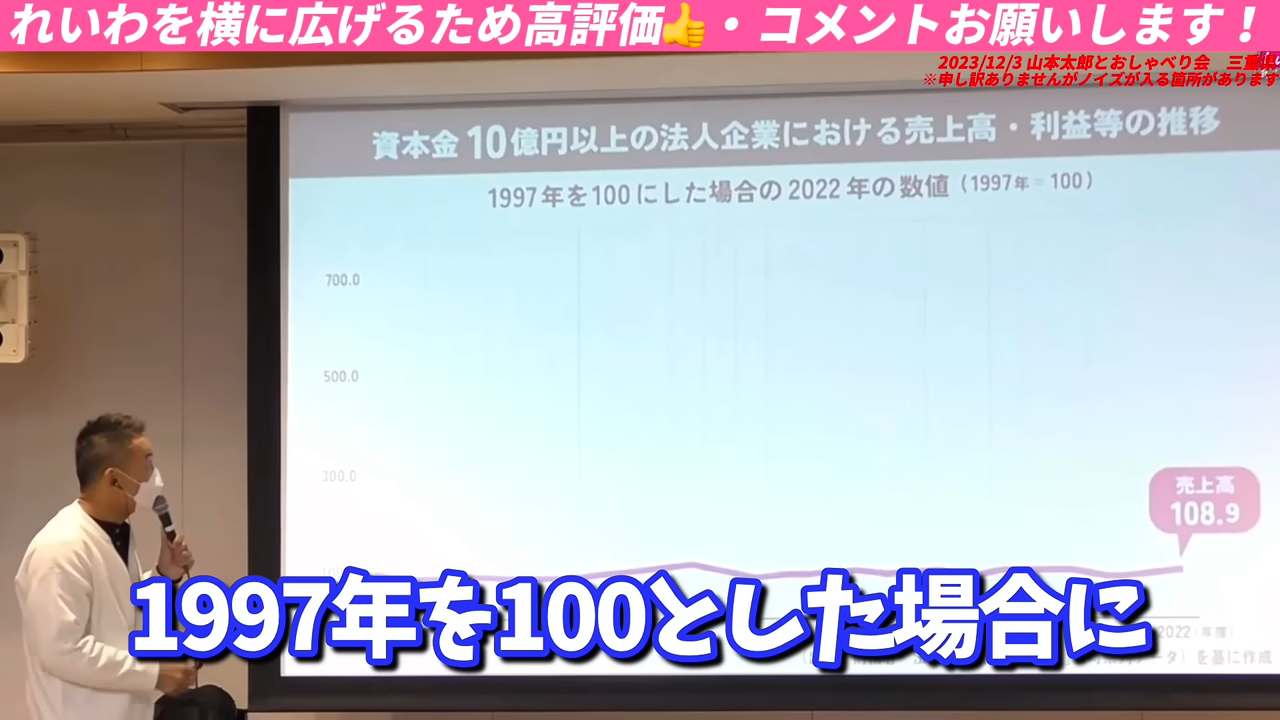 れいわを横に広げるため高評価👍・コメントお願いします！
2023/12/3 山本太郎とおしゃべり会　三重県
※申し訳ありませんがノイズが入る箇所があります
資本金10億円以上の法人企業における売上高・利益等の推移
1997年を100にした場合の2022年の数値（1997年＝100）
700.0
500.0
300.0
売上高
108.9
1997年を100とした場合に
2022（年度）
データ）を基に作成